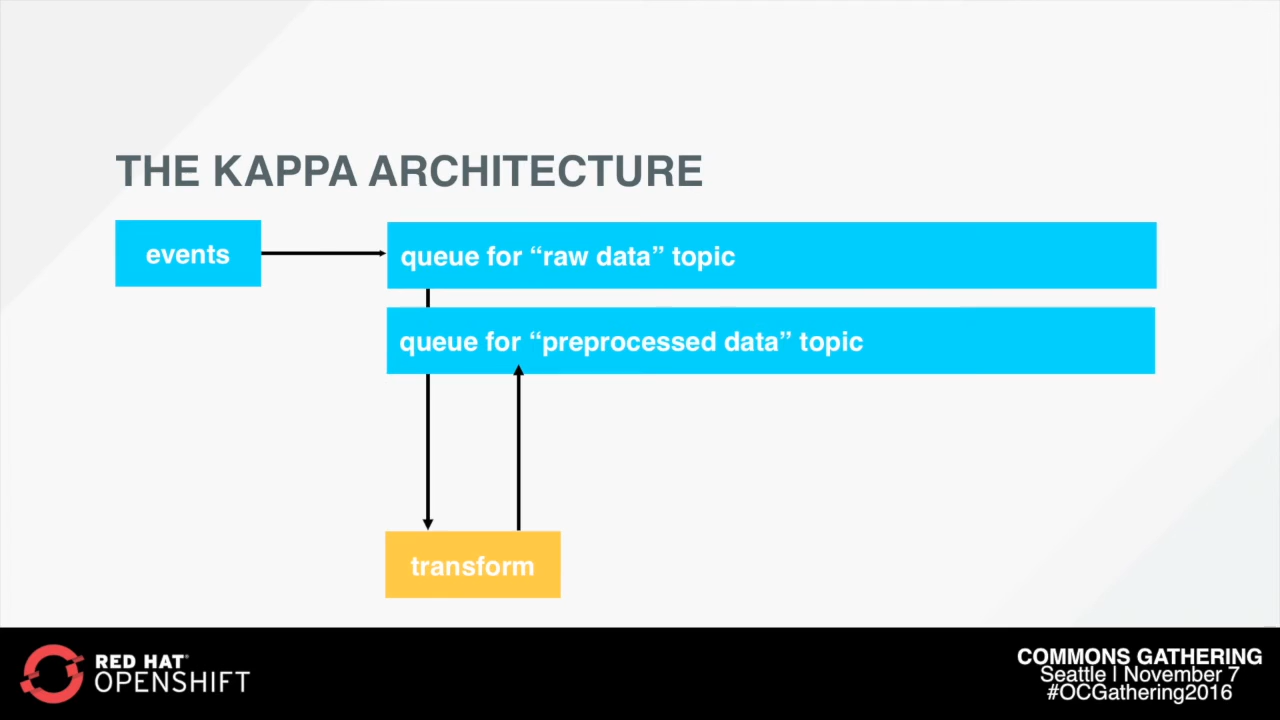 THE KAPPA ARCHITECTURE
events
queue for “raw data” topic
queue for “preprocessed data” topic
transform
RED HAT®
OPENSHIFT
COMMONS GATHERING
Seattle | November 7
#OCGathering2016